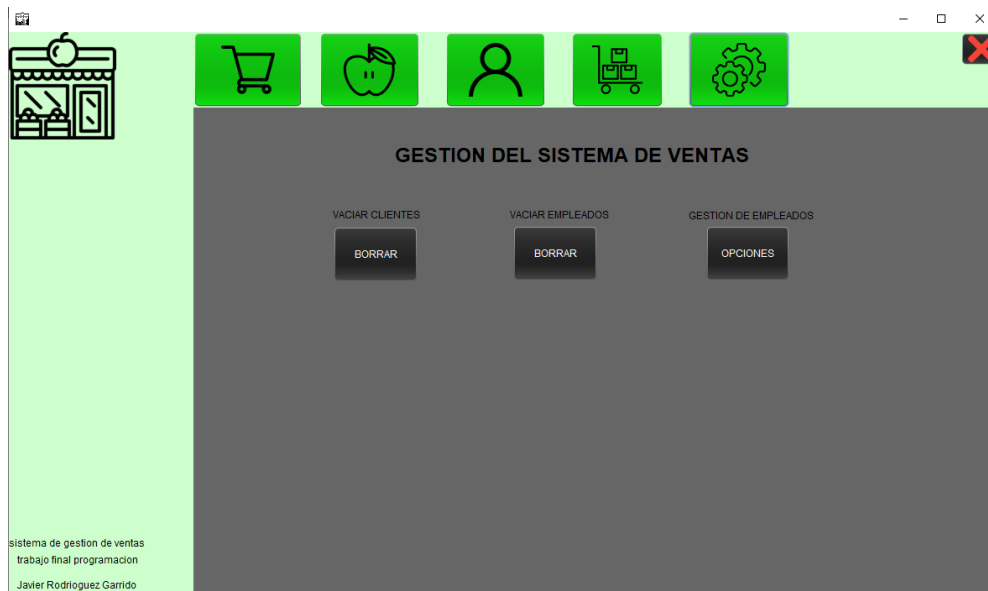 GESTION DEL SISTEMA DE VENTAS
VACIAR CLIENTES
VACIAR EMPLEADOS
GESTION DE EMPLEADOS
BORRAR
BORRAR
OPCIONES
sistema de gestion de ventas
trabajo final programacion
Javier Rodrioguez Garrido